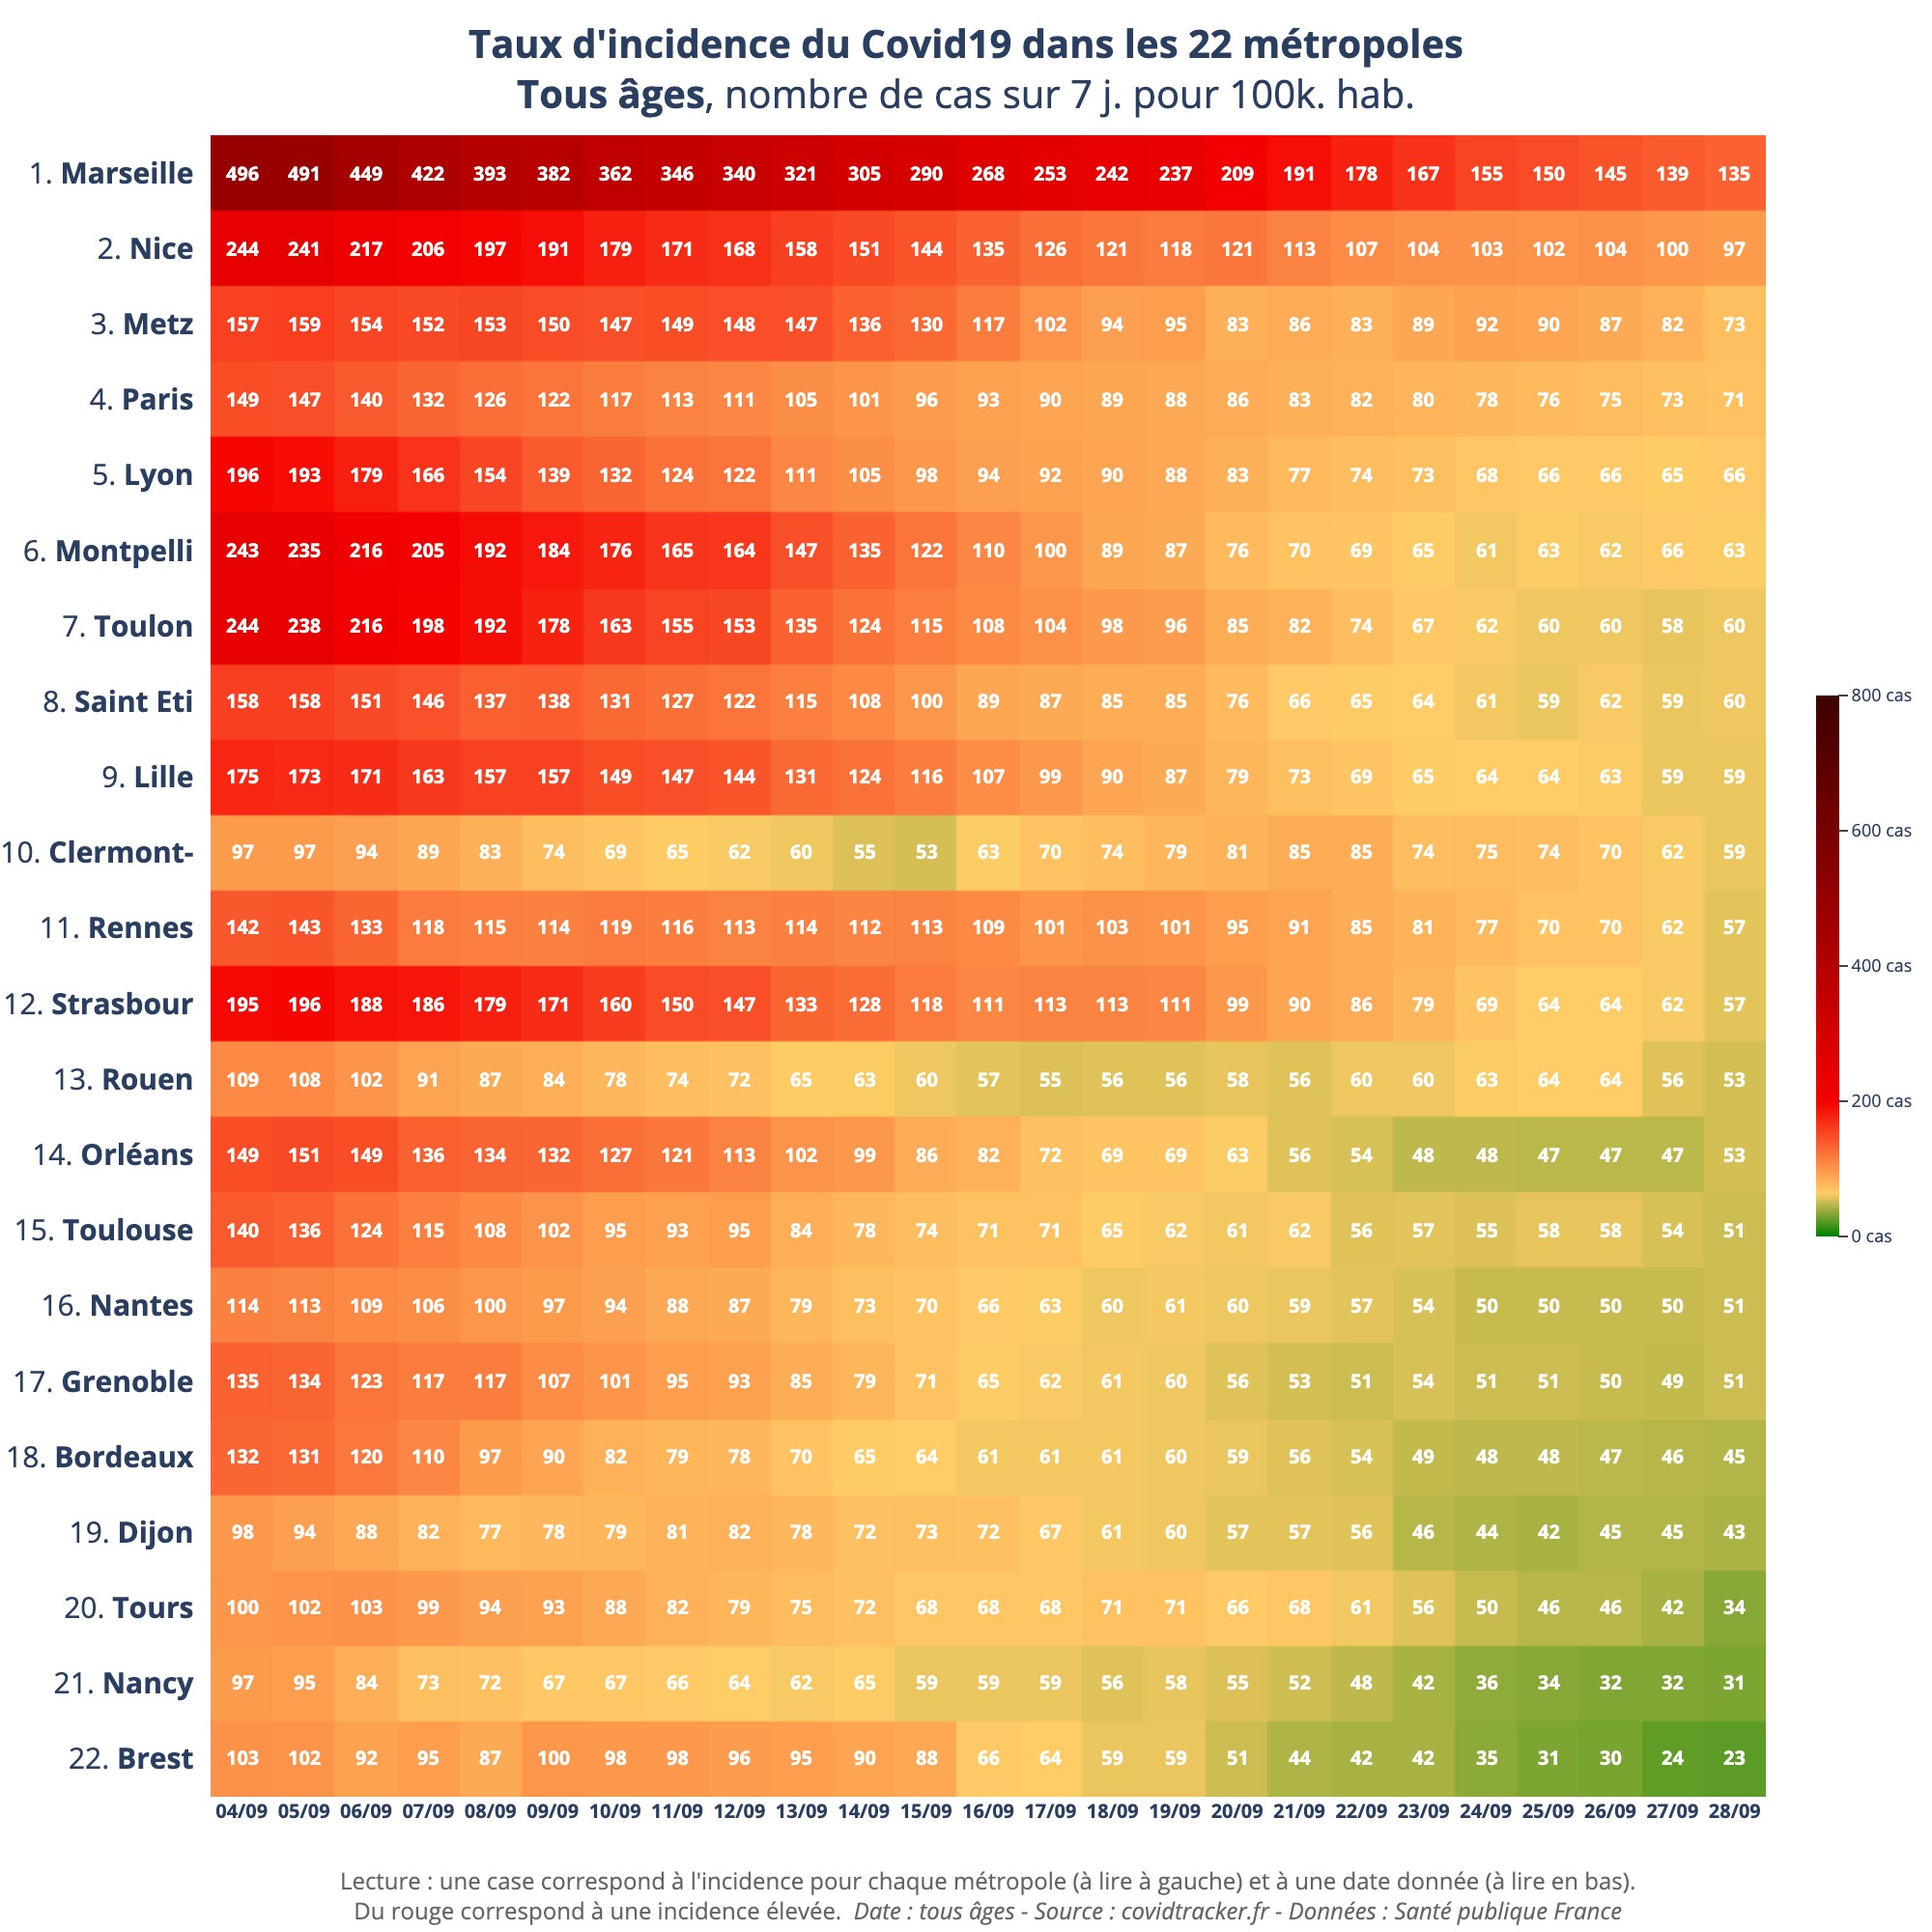 Taux d'incidence du Covid19 dans les 22 métropoles
Tous âges, nombre de cas sur 7 j. pour 100k. hab.
1. Marseille 496 491 449 422 393 382 362 346 340 321 305 290 268 253 242 237 209 191 178 167 155 150 145 139 135
2. Nice 244 241 217 206 197 191 179 171 168 158 151 144 135 126 121 118 121 113 107 104 103 102 104 100 97
3. Metz 157 159 154 152 153 150 147 149 148 147 136 130 117 102 94 95 83 86 83 89 92 90 87 82 73
4. Paris 149 147 140 132 126 122 117 113 111 105 101 96 93 90 89 88 86 83 82 80 78 76 75 73 71
5. Lyon 196 193 179 166 154 139 132 124 122 111 105 98 94 92 90 88 83 77 74 73 68 66 66 65 66
6. Montpelli 243 235 216 205 192 184 176 165 164 147 135 122 110 100 89 87 76 70 69 65 61 63 62 66 63
7. Toulon 244 238 216 198 192 178 163 155 153 135 124 115 108 104 98 96 85 82 74 67 62 60 60 58 60
8. Saint Eti 158 158 151 146 137 138 131 127 122 115 108 100 89 87 85 85 76 66 65 64 61 59 62 59 60
9. Lille 175 173 171 163 157 157 149 147 144 131 124 116 107 99 90 87 79 73 69 65 64 64 63 59 59
10. Clermont- 97 97 94 89 83 74 69 65 62 60 55 53 63 70 74 79 81 85 85 74 75 74 70 62 59
11. Rennes 142 143 133 118 115 114 119 116 113 114 112 113 109 101 103 101 95 91 85 81 77 70 70 62 57
12. Strasbour 195 196 188 186 179 171 160 150 147 133 128 118 111 113 113 111 99 90 86 79 69 64 64 62 57
13. Rouen 109 108 102 91 87 84 78 74 72 65 63 60 57 55 56 56 58 56 60 60 63 64 64 56 53
14. Orléans 149 151 149 136 134 132 127 121 113 102 99 86 82 72 69 69 63 56 54 48 48 47 47 47 53
15. Toulouse 140 136 124 115 108 102 95 93 95 84 78 74 71 71 65 62 61 62 56 57 55 58 58 54 51
16. Nantes 114 113 109 106 100 97 94 88 87 79 73 70 66 63 60 61 60 59 57 54 50 50 50 50 51
17. Grenoble 135 134 123 117 117 107 101 95 93 85 79 71 65 62 61 60 56 53 51 54 51 51 50 49 51
18. Bordeaux 132 131 120 110 97 90 82 79 78 70 65 64 61 61 61 60 59 56 54 49 48 48 47 46 45
19. Dijon 98 94 88 82 77 78 79 81 82 78 72 73 72 67 61 60 57 57 56 46 44 42 45 45 43
20. Tours 100 102 103 99 94 93 88 82 79 75 72 68 68 68 71 71 66 68 61 56 50 46 46 42 34
21. Nancy 97 95 84 73 72 67 67 66 64 62 65 59 59 59 56 58 55 52 48 42 36 34 32 32 31
22. Brest 103 102 92 95 87 100 98 98 96 95 90 88 66 64 59 59 51 44 42 42 35 31 30 24 23
04/09 05/09 06/09 07/09 08/09 09/09 10/09 11/09 12/09 13/09 14/09 15/09 16/09 17/09 18/09 19/09 20/09 21/09 22/09 23/09 24/09 25/09 26/09 27/09 28/09
800 cas
600 cas
400 cas
200 cas
0 cas
Lecture : une case correspond à l'incidence pour chaque métropole (à lire à gauche) et à une date donnée (à lire en bas).
Du rouge correspond à une incidence élevée. Date : tous âges - Source : covidtracker.fr - Données : Santé publique France